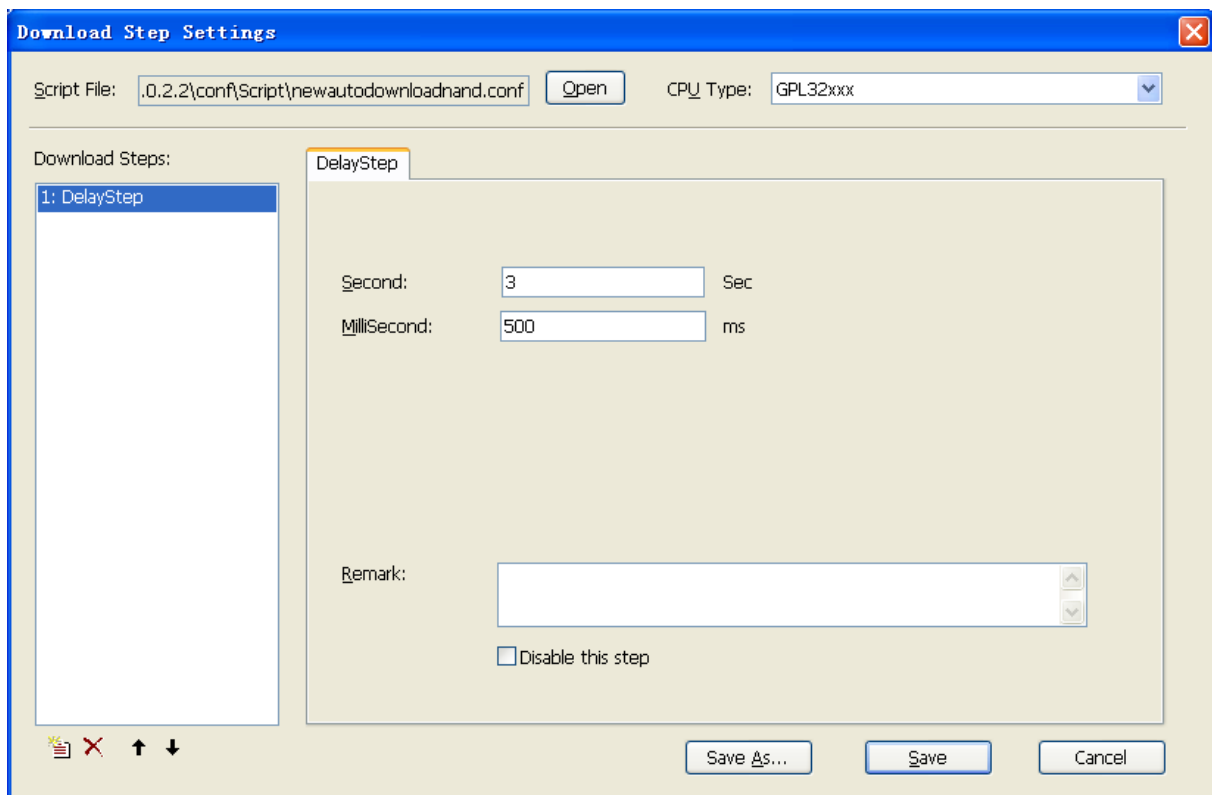 Download Step Settings
Script File: .0.2.2\conf\Script\newautodownloadnand.conf Open CPU Type: GPL32xxx
Download Steps:
DelayStep
1: DelayStep
Second: 3 Sec
MilliSecond: 500 ms
Remark:
Disable this step
Save As... Save Cancel